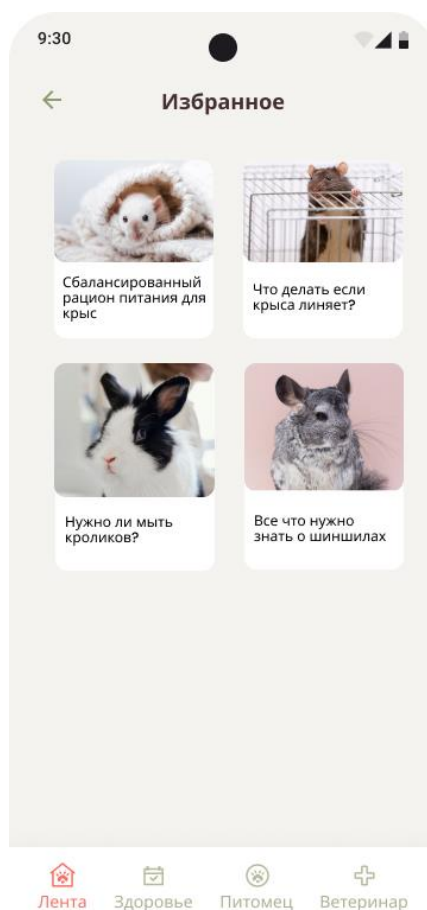 9:30
Избранное
Сбалансированный
рацион питания для
крыс
Что делать если
крыса линяет?
Нужно ли мыть
кроликов?
Все что нужно
знать о шиншилах
Лента Здоровье Питомец Ветеринар